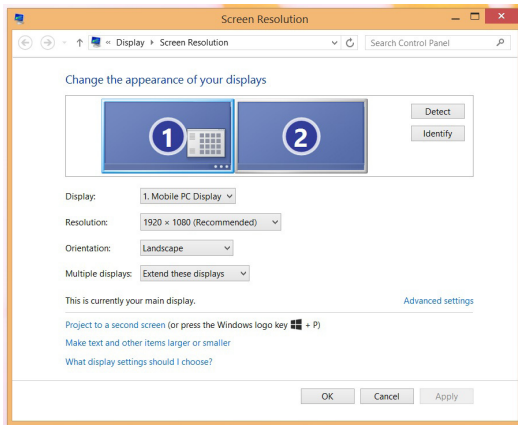 Screen Resolution
« Display Screen Resolution
Search Control Panel
Change the appearance of your displays
1
2
Detect
Identify
Display: 1. Mobile PC Display
Resolution: 1920 × 1080 (Recommended)
Orientation: Landscape
Multiple displays: Extend these displays
This is currently your main display. Advanced settings
Project to a second screen (or press the Windows logo key + P)
Make text and other items larger or smaller
What display settings should I choose?
OK Cancel Apply